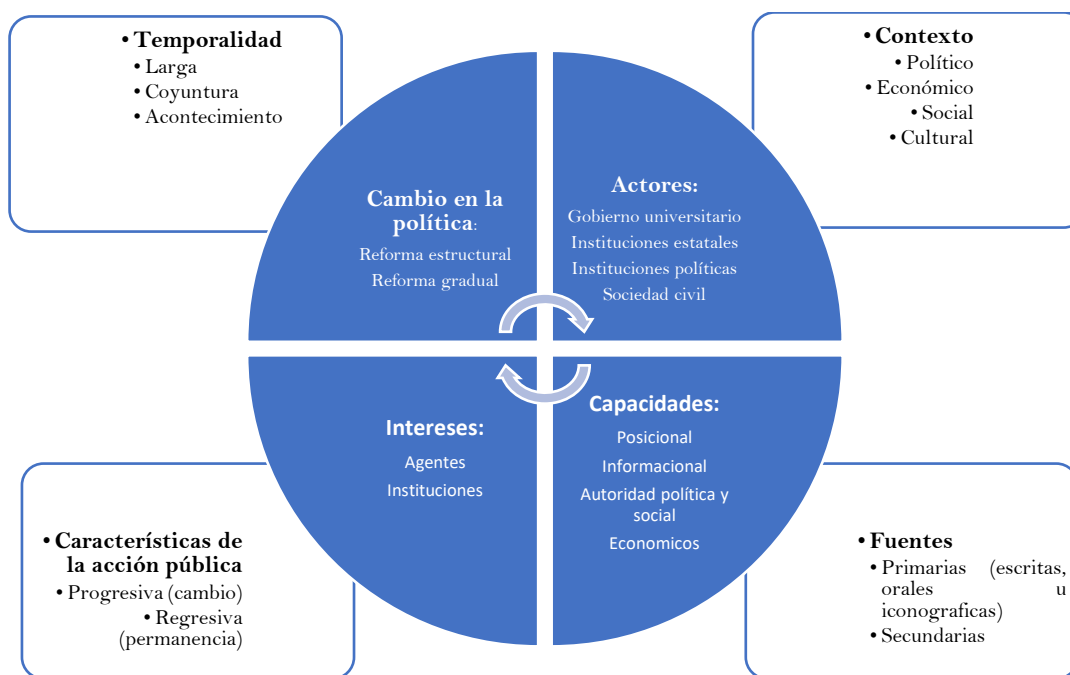 • Temporalidad
• Larga
• Coyuntura
• Acontecimiento
• Contexto
• Político
• Económico
• Social
• Cultural
Cambio en la
política:
Reforma estructural
Reforma gradual
Actores:
Gobierno universitario
Instituciones estatales
Instituciones políticas
Sociedad civil
Intereses:
Agentes
Instituciones
Capacidades:
Posicional
Informacional
Autoridad política y
social
Economicos
• Características de
la acción pública
• Progresiva (cambio)
• Regresiva
(permanencia)
• Fuentes
• Primarias (escritas,
orales u
iconograficas)
• Secundarias